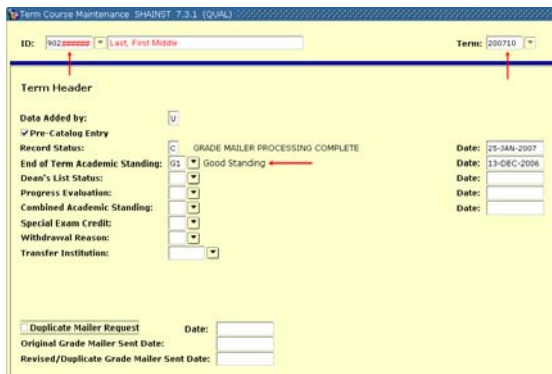 Term Course Maintenance SHAINST 7.3.1 (QUAL)
ID: 902###### Last, First Middle Term: 200710
Term Header
Data Added by: U
Pre-Catalog Entry
Record Status: C GRADE MAILER PROCESSING COMPLETE Date: 25-JAN-2007
End of Term Academic Standing: G1 Good Standing Date: 13-DEC-2006
Dean's List Status: Date:
Progress Evaluation: Date:
Combined Academic Standing: Date:
Special Exam Credit:
Withdrawal Reason:
Transfer Institution:
Duplicate Mailer Request Date:
Original Grade Mailer Sent Date:
Revised/Duplicate Grade Mailer Sent Date: